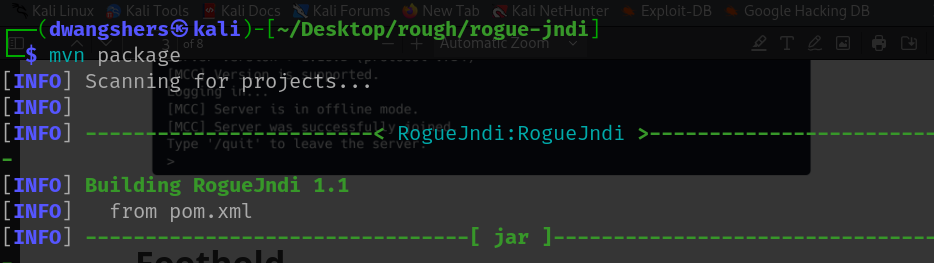 Kali Linux Kali Tools Kali Docs Kali Forums Kali NetHunter New Tab Exploit-DB Google Hacking DB
(dwangshers㉿kali)-[~/Desktop/rough/rogue-jndi]
3 of 8 Automatic Zoom
$ mvn package
[MCC] Version is supported.
[INFO] Scanning for projects...
Logging in...
[INFO]
[MCC] Server is in offline mode.
[MCC] Server was successfully joined.
[INFO] -----------------------< RogueJndi:RogueJndi >-----------------------
-
Type '/quit' to leave the server.
>
[INFO] Building RogueJndi 1.1
[INFO]   from pom.xml
[INFO] --------------------------------[ jar ]-------------------------------
Foothold